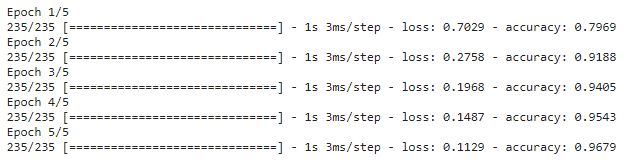 Epoch 1/5
235/235 [==============================] - 1s 3ms/step - loss: 0.7029 - accuracy: 0.7969
Epoch 2/5
235/235 [==============================] - 1s 3ms/step - loss: 0.2758 - accuracy: 0.9188
Epoch 3/5
235/235 [==============================] - 1s 3ms/step - loss: 0.1968 - accuracy: 0.9405
Epoch 4/5
235/235 [==============================] - 1s 3ms/step - loss: 0.1487 - accuracy: 0.9543
Epoch 5/5
235/235 [==============================] - 1s 3ms/step - loss: 0.1129 - accuracy: 0.9679